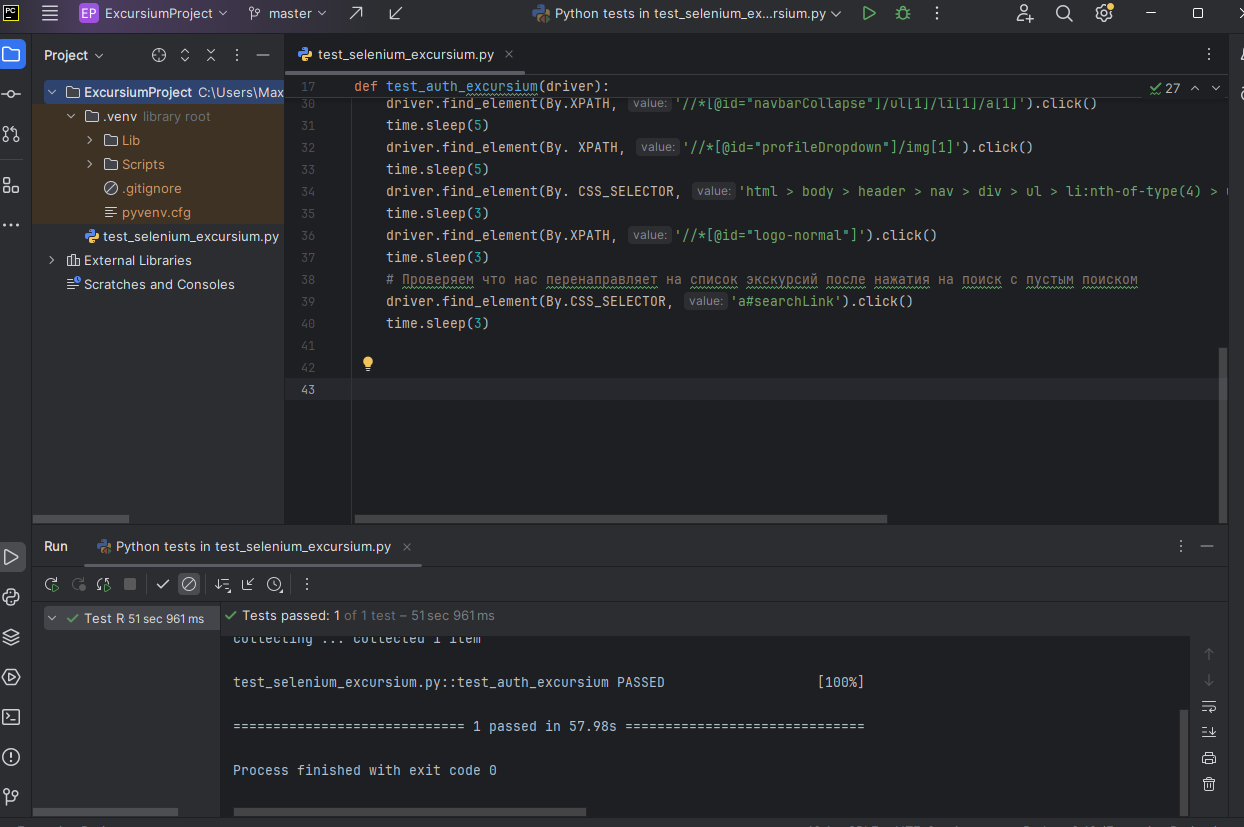 PC
EP ExcursiumProject master Python tests in test_selenium_ex...rsium.py
Project
test_selenium_excursium.py
ExcursiumProject C:\Users\Max
.venv library root
Lib
Scripts
.gitignore
pyvenv.cfg
test_selenium_excursium.py
External Libraries
Scratches and Consoles
17 def test_auth_excursium(driver):
27
30 driver.find_element(By.XPATH, value: '//*[@id="navbarCollapse"]/ul[1]/li[1]/a[1]').click()
31 time.sleep(5)
32 driver.find_element(By. XPATH, value: '//*[@id="profileDropdown"]/img[1]').click()
33 time.sleep(5)
34 driver.find_element(By. CSS_SELECTOR, value: 'html > body > header > nav > div > ul > li:nth-of-type(4) >
35 time.sleep(3)
36 driver.find_element(By.XPATH, value: '//*[@id="logo-normal"]').click()
37 time.sleep(3)
38 # Проверяем что нас перенаправляет на список экскурсий после нажатия на поиск с пустым поиском
39 driver.find_element(By.CSS_SELECTOR, value: 'a#searchLink').click()
40 time.sleep(3)
41
42
43
Run Python tests in test_selenium_excursium.py
Test R 51 sec 961 ms
Tests passed: 1 of 1 test – 51 sec 961 ms
collecting ... collected 1 item
test_selenium_excursium.py::test_auth_excursium PASSED [100%]
============================= 1 passed in 57.98s ==============================
Process finished with exit code 0